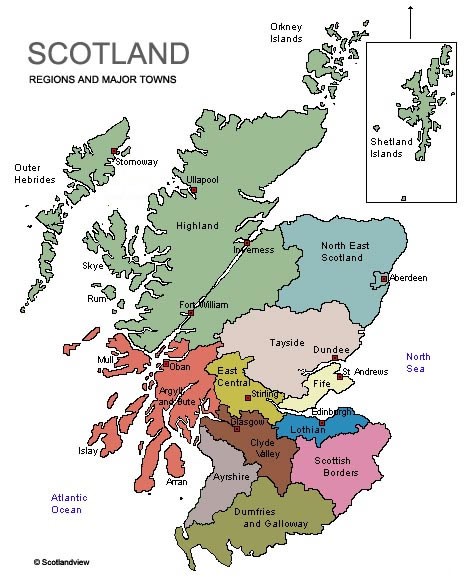 SCOTLAND
REGIONS AND MAJOR TOWNS
Orkney
Islands
Shetland
Islands
Outer
Hebrides
Stornoway
Ullapool
Highland
Skye
Inverness
North East
Scotland
Aberdeen
Rum
Fort William
Tayside
Dundee
North
Sea
Mull
Oban
East
Central
St Andrews
Fife
Argyll
and Bute
Stirling
Edinburgh
Glasgow
Lothian
Islay
Clyde
Valley
Scottish
Borders
Arran
Ayrshire
Atlantic
Ocean
Dumfries
and Galloway
© Scotlandview